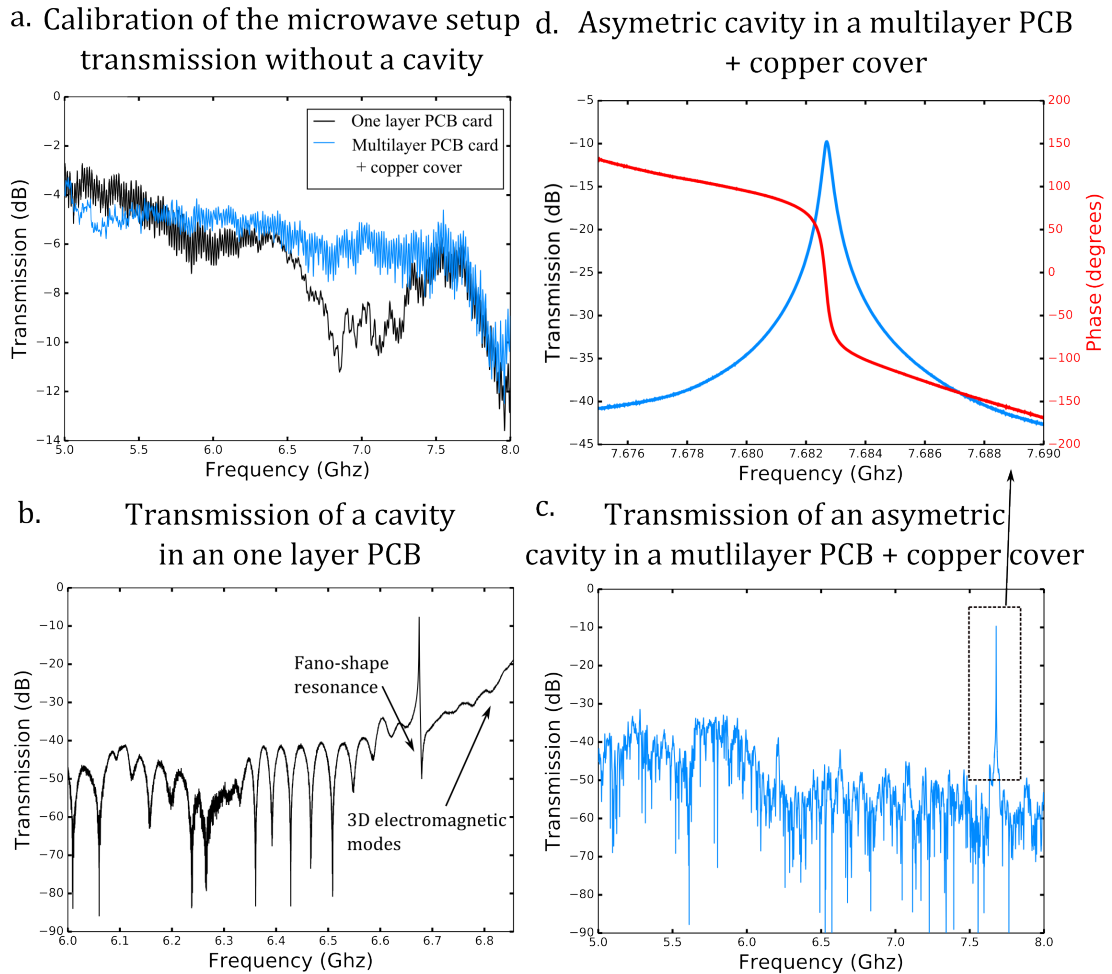 a. Calibration of the microwave setup
transmission without a cavity
0
−2
−4
−6
−8
−10
−12
−14
Transmission (dB)
One layer PCB card
Multilayer PCB card
+ copper cover
5.0 5.5 6.0 6.5 7.0 7.5 8.0
Frequency (Ghz)
d. Asymetric cavity in a multilayer PCB
+ copper cover
−5
−10
−15
−20
−25
−30
−35
−40
−45
Transmission (dB)
200
150
100
50
0
−50
−100
−150
−200
Phase (degrees)
7.676 7.678 7.680 7.682 7.684 7.686 7.688 7.690
Frequency (Ghz)
b. Transmission of a cavity
in an one layer PCB
0
−10
−20
−30
−40
−50
−60
−70
−80
−90
Transmission (dB)
Fano-shape
resonance
3D electromagnetic
modes
6.0 6.1 6.2 6.3 6.4 6.5 6.6 6.7 6.8
Frequency (Ghz)
c. Transmission of an asymetric
cavity in a mutlilayer PCB + copper cover
0
−10
−20
−30
−40
−50
−60
−70
−80
−90
Transmission (dB)
5.0 5.5 6.0 6.5 7.0 7.5 8.0
Frequency (Ghz)